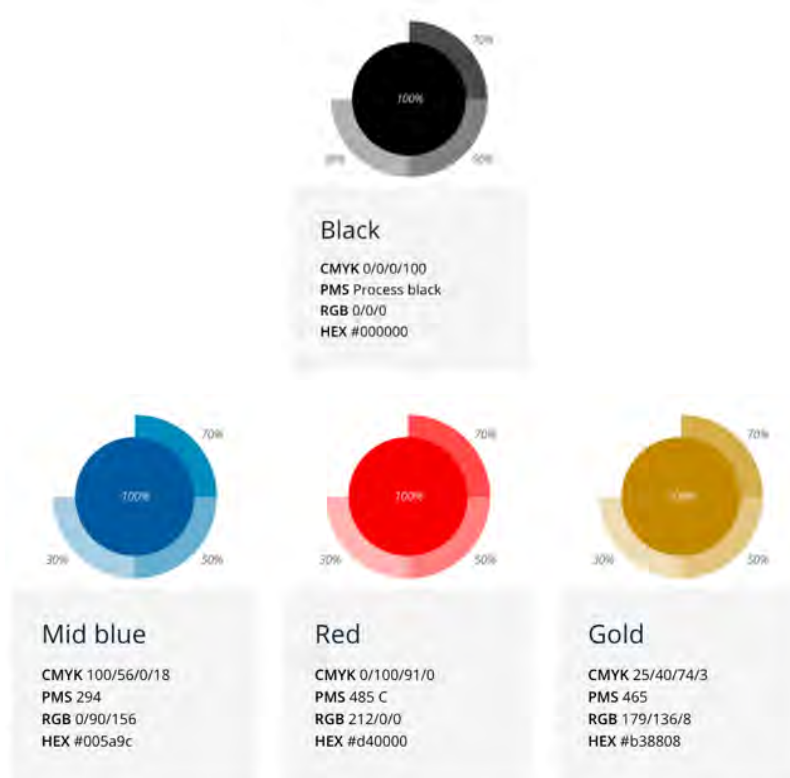 70%
100%
50%
Black
CMYK 0/0/0/100
PMS Process black
RGB 0/0/0
HEX #000000
70%
100%
30%
50%
Mid blue
CMYK 100/56/0/18
PMS 294
RGB 0/90/156
HEX #005a9c
70%
100%
30%
50%
Red
CMYK 0/100/91/0
PMS 485 C
RGB 212/0/0
HEX #d40000
70%
30%
50%
Gold
CMYK 25/40/74/3
PMS 465
RGB 179/136/8
HEX #b38808